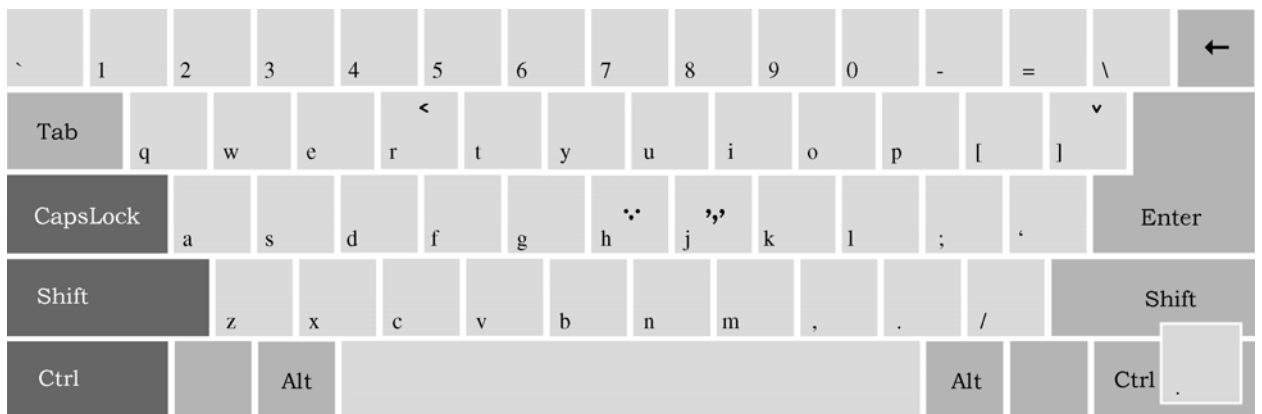 ` 1 2 3 4 5 6 7 8 9 0 - = \ ←
Tab q w e r < t y u i o p [ ] ˅
CapsLock a s d f g h j k l ; ‘ Enter
Shift z x c v b n m , . / Shift
Ctrl Alt Alt Ctrl .